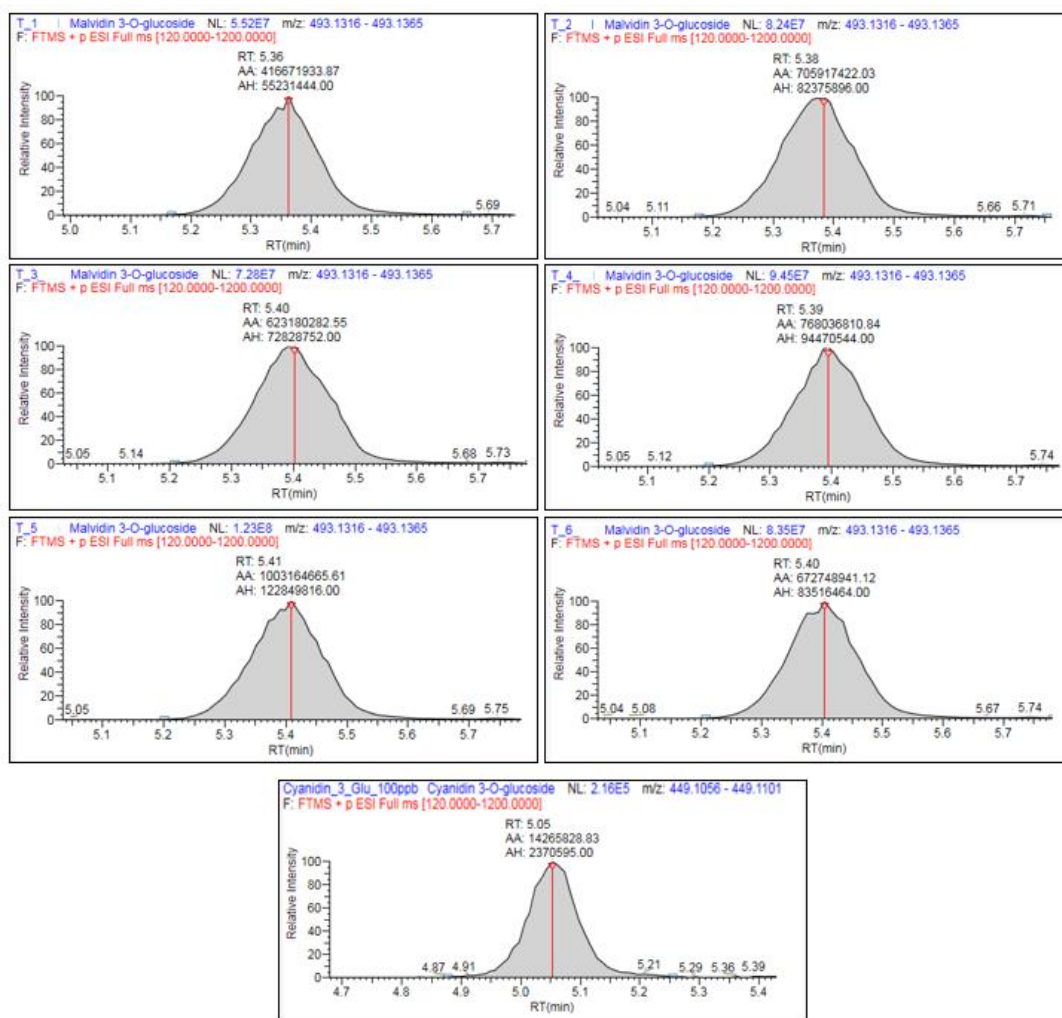 T_1 Malvidin 3-O-glucoside NL: 5.52E7 m/z: 493.1316 - 493.1365
F: FTMS + p ESI Full ms [120.0000-1200.0000]
RT: 5.36
AA: 416671933.87
AH: 55231444.00
Relative Intensity
100
80
60
40
20
0
5.69
5.0 5.1 5.2 5.3 5.4 5.5 5.6 5.7
RT(min)
T_2 Malvidin 3-O-glucoside NL: 8.24E7 m/z: 493.1316 - 493.1365
F: FTMS + p ESI Full ms [120.0000-1200.0000]
RT: 5.38
AA: 705917422.03
AH: 82375896.00
Relative Intensity
100
80
60
40
20
0
5.04 5.11 5.66 5.71
5.1 5.2 5.3 5.4 5.5 5.6 5.7
RT(min)
T_3_ Malvidin 3-O-glucoside NL: 7.28E7 m/z: 493.1316 - 493.1365
F: FTMS + p ESI Full ms [120.0000-1200.0000]
RT: 5.40
AA: 623180282.55
AH: 72828752.00
Relative Intensity
100
80
60
40
20
0
5.05 5.14 5.68 5.73
5.1 5.2 5.3 5.4 5.5 5.6 5.7
RT(min)
T_4_ Malvidin 3-O-glucoside NL: 9.45E7 m/z: 493.1316 - 493.1365
F: FTMS + p ESI Full ms [120.0000-1200.0000]
RT: 5.39
AA: 768036810.84
AH: 94470544.00
Relative Intensity
100
80
60
40
20
0
5.05 5.12 5.74
5.1 5.2 5.3 5.4 5.5 5.6 5.7
RT(min)
T_5 Malvidin 3-O-glucoside NL: 1.23E8 m/z: 493.1316 - 493.1365
F: FTMS + p ESI Full ms [120.0000-1200.0000]
RT: 5.41
AA: 1003164665.61
AH: 122849816.00
Relative Intensity
100
80
60
40
20
0
5.05 5.69 5.75
5.1 5.2 5.3 5.4 5.5 5.6 5.7
RT(min)
T_6_ Malvidin 3-O-glucoside NL: 8.35E7 m/z: 493.1316 - 493.1365
F: FTMS + p ESI Full ms [120.0000-1200.0000]
RT: 5.40
AA: 672748941.12
AH: 83516464.00
Relative Intensity
100
80
60
40
20
0
5.04 5.08 5.67 5.74
5.1 5.2 5.3 5.4 5.5 5.6 5.7
RT(min)
Cyanidin_3_Glu_100ppb Cyanidin 3-O-glucoside NL: 2.16E5 m/z: 449.1056 - 449.1101
F: FTMS + p ESI Full ms [120.0000-1200.0000]
RT: 5.05
AA: 14265828.83
AH: 2370595.00
Relative Intensity
100
80
60
40
20
0
4.87 4.91 5.21 5.29 5.36 5.39
4.7 4.8 4.9 5.0 5.1 5.2 5.3 5.4
RT(min)